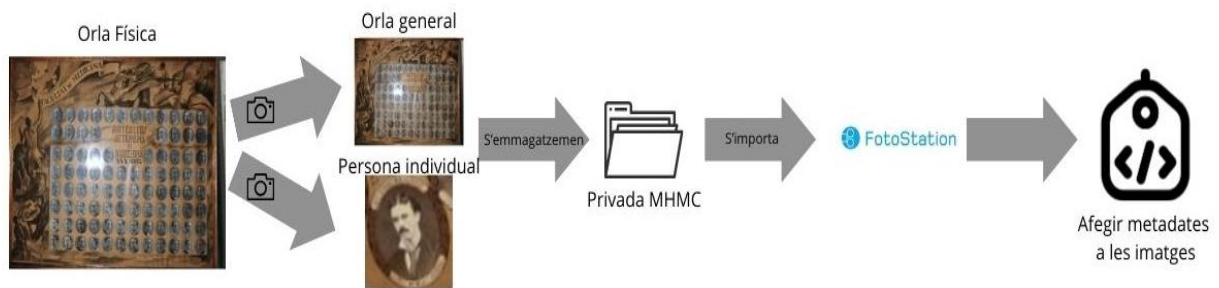 Orla Física
Orla general
Persona individual
S'emmagatzemen
Privada MHMC
S'importa
FotoStation
</>
Afegir metadates
a les imatges